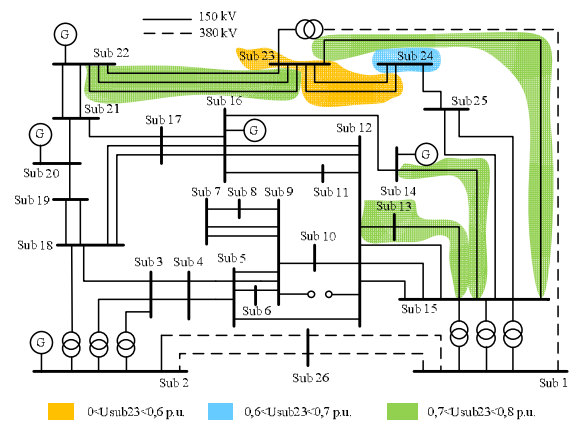 150 kV
380 kV
G
Sub 22
Sub 23
Sub 24
Sub 21
Sub 16
Sub 25
Sub 17
G
Sub 12
G
G
Sub 20
Sub 11
Sub 14
Sub 19
Sub 7
Sub 8
Sub 9
Sub 13
Sub 18
Sub 10
Sub 3
Sub 4
Sub 5
Sub 6
Sub 15
G
Sub 2
Sub 26
Sub 1
0<Usub23<0,6 p.u.
0,6<Usub23<0,7 p.u.
0,7<Usub23<0,8 p.u.